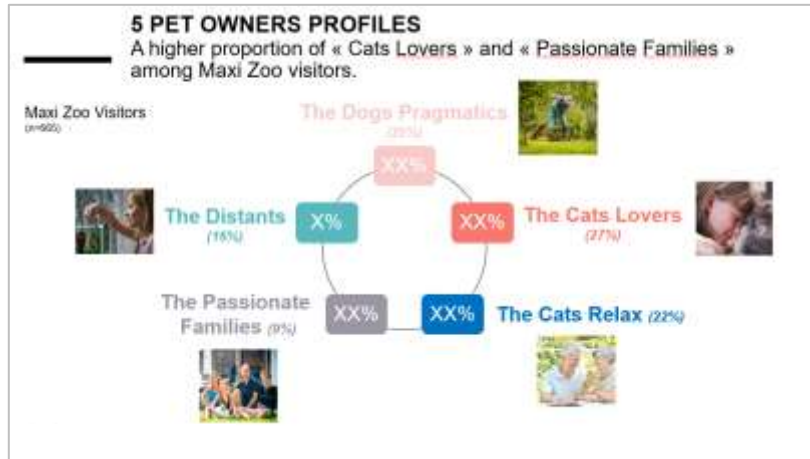 5 PET OWNERS PROFILES
A higher proportion of « Cats Lovers » and « Passionate Families »
among Maxi Zoo visitors.
Maxi Zoo Visitors
The Dogs Pragmatics
XX%
The Distants
(16%)
X%
XX%
The Cats Lovers
(27%)
The Passionate
Families (9%)
XX%
XX%
The Cats Relax (22%)